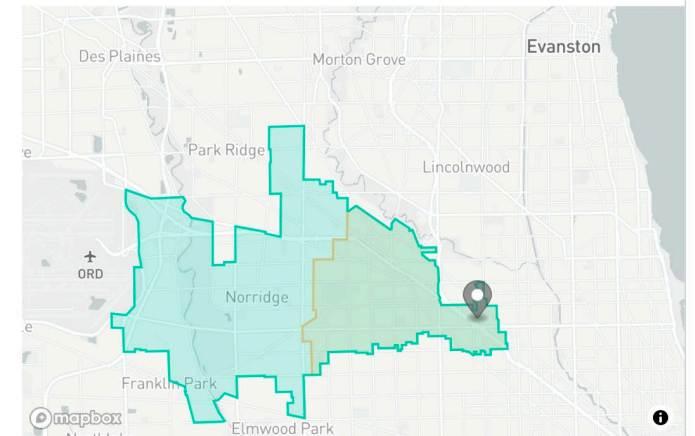 Evanston
Des Plaines
Morton Grove
Park Ridge
Lincolnwood
ORD
Norridge
Franklin Park
mapbox
Elmwood Park
i